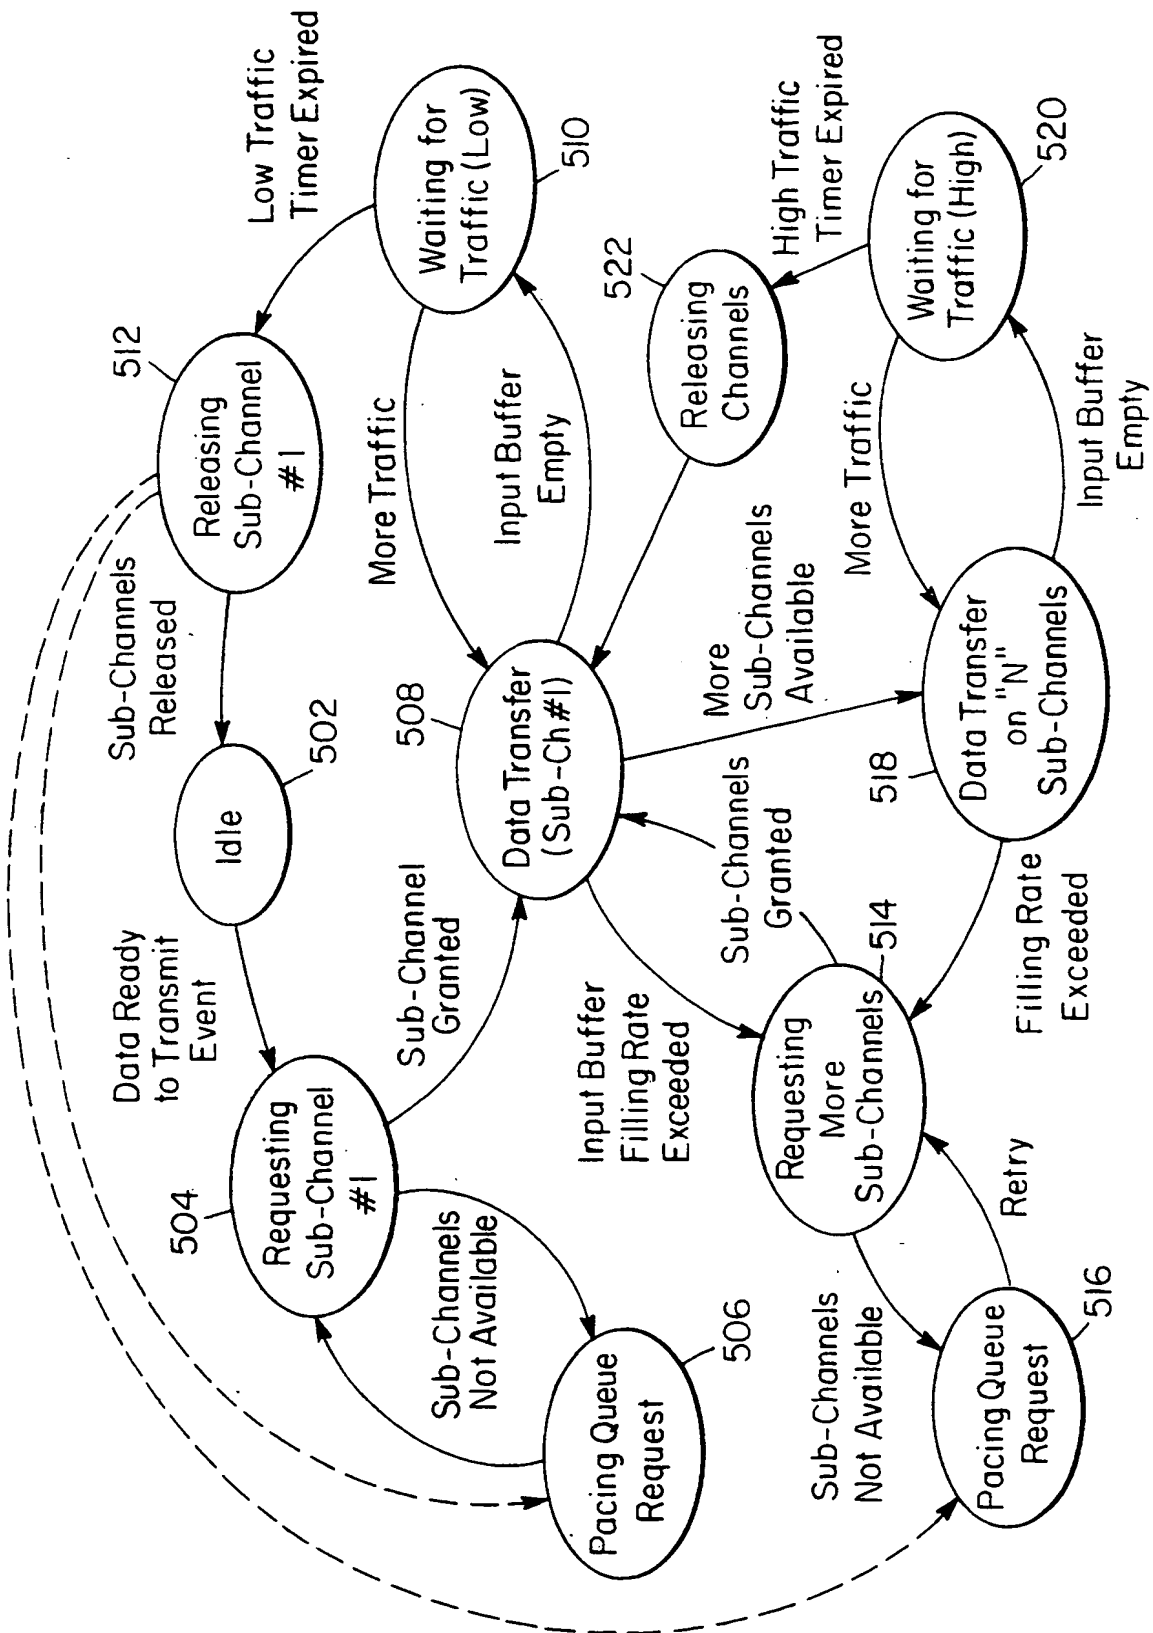 Low Traffic
Timer Expired
Releasing
Sub-Channel
#1
512
Sub-Channels
Released
Idle
502
Data Ready
to Transmit
Event
504
Requesting
Sub-Channel
#1
Sub-Channels
Not Available
Pacing Queue
Request
506
Sub-Channel
Granted
Data Transfer
(Sub-Ch#1)
508
More Traffic
Input Buffer
Empty
Waiting for
Traffic (Low)
510
Input Buffer
Filling Rate
Exceeded
Sub-Channels
Granted
More
Sub-Channels
Available
Releasing
Channels
522
High Traffic
Timer Expired
Waiting for
Traffic (High)
520
More Traffic
Input Buffer
Empty
Data Transfer
on "N"
Sub-Channels
518
Filling Rate
Exceeded
Requesting
More
Sub-Channels
514
Sub-Channels
Not Available
Retry
Pacing Queue
Request
516